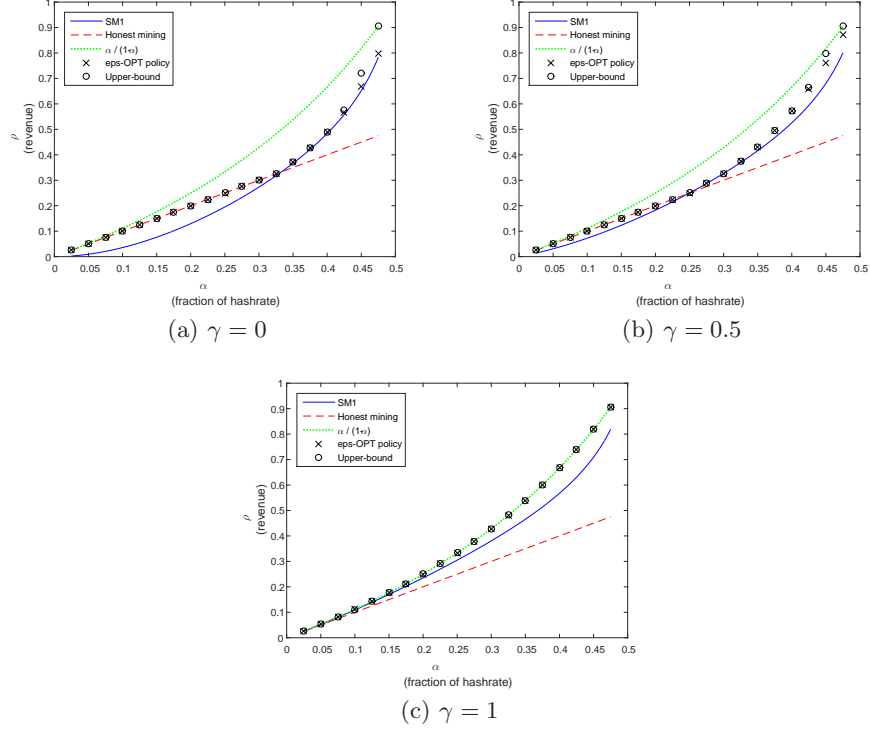 1
0.9
0.8
0.7
0.6
0.5
0.4
0.3
0.2
0.1
0
ρ
(revenue)
SM1
Honest mining
α / (1-α)
eps-OPT policy
Upper-bound
0 0.05 0.1 0.15 0.2 0.25 0.3 0.35 0.4 0.45 0.5
α
(fraction of hashrate)
(a) γ = 0
1
0.9
0.8
0.7
0.6
0.5
0.4
0.3
0.2
0.1
0
ρ
(revenue)
SM1
Honest mining
α / (1-α)
eps-OPT policy
Upper-bound
0 0.05 0.1 0.15 0.2 0.25 0.3 0.35 0.4 0.45 0.5
α
(fraction of hashrate)
(b) γ = 0.5
1
0.9
0.8
0.7
0.6
0.5
0.4
0.3
0.2
0.1
0
ρ
(revenue)
SM1
Honest mining
α / (1-α)
eps-OPT policy
Upper-bound
0 0.05 0.1 0.15 0.2 0.25 0.3 0.35 0.4 0.45 0.5
α
(fraction of hashrate)
(c) γ = 1